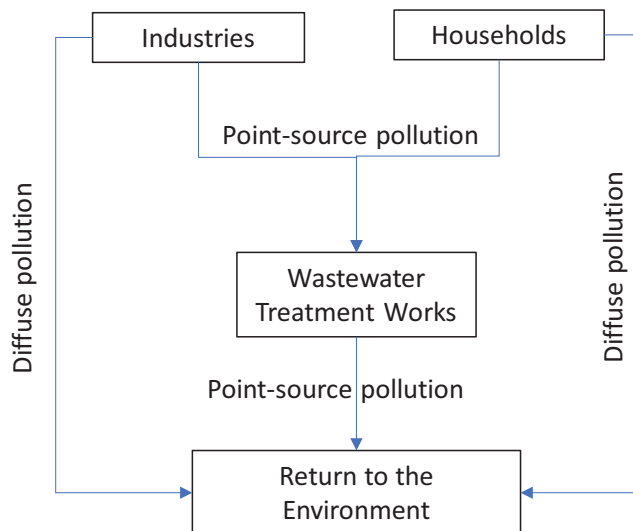 Industries
Households
Point-source pollution
Diffuse pollution
Diffuse pollution
Wastewater
Treatment Works
Point-source pollution
Return to the
Environment